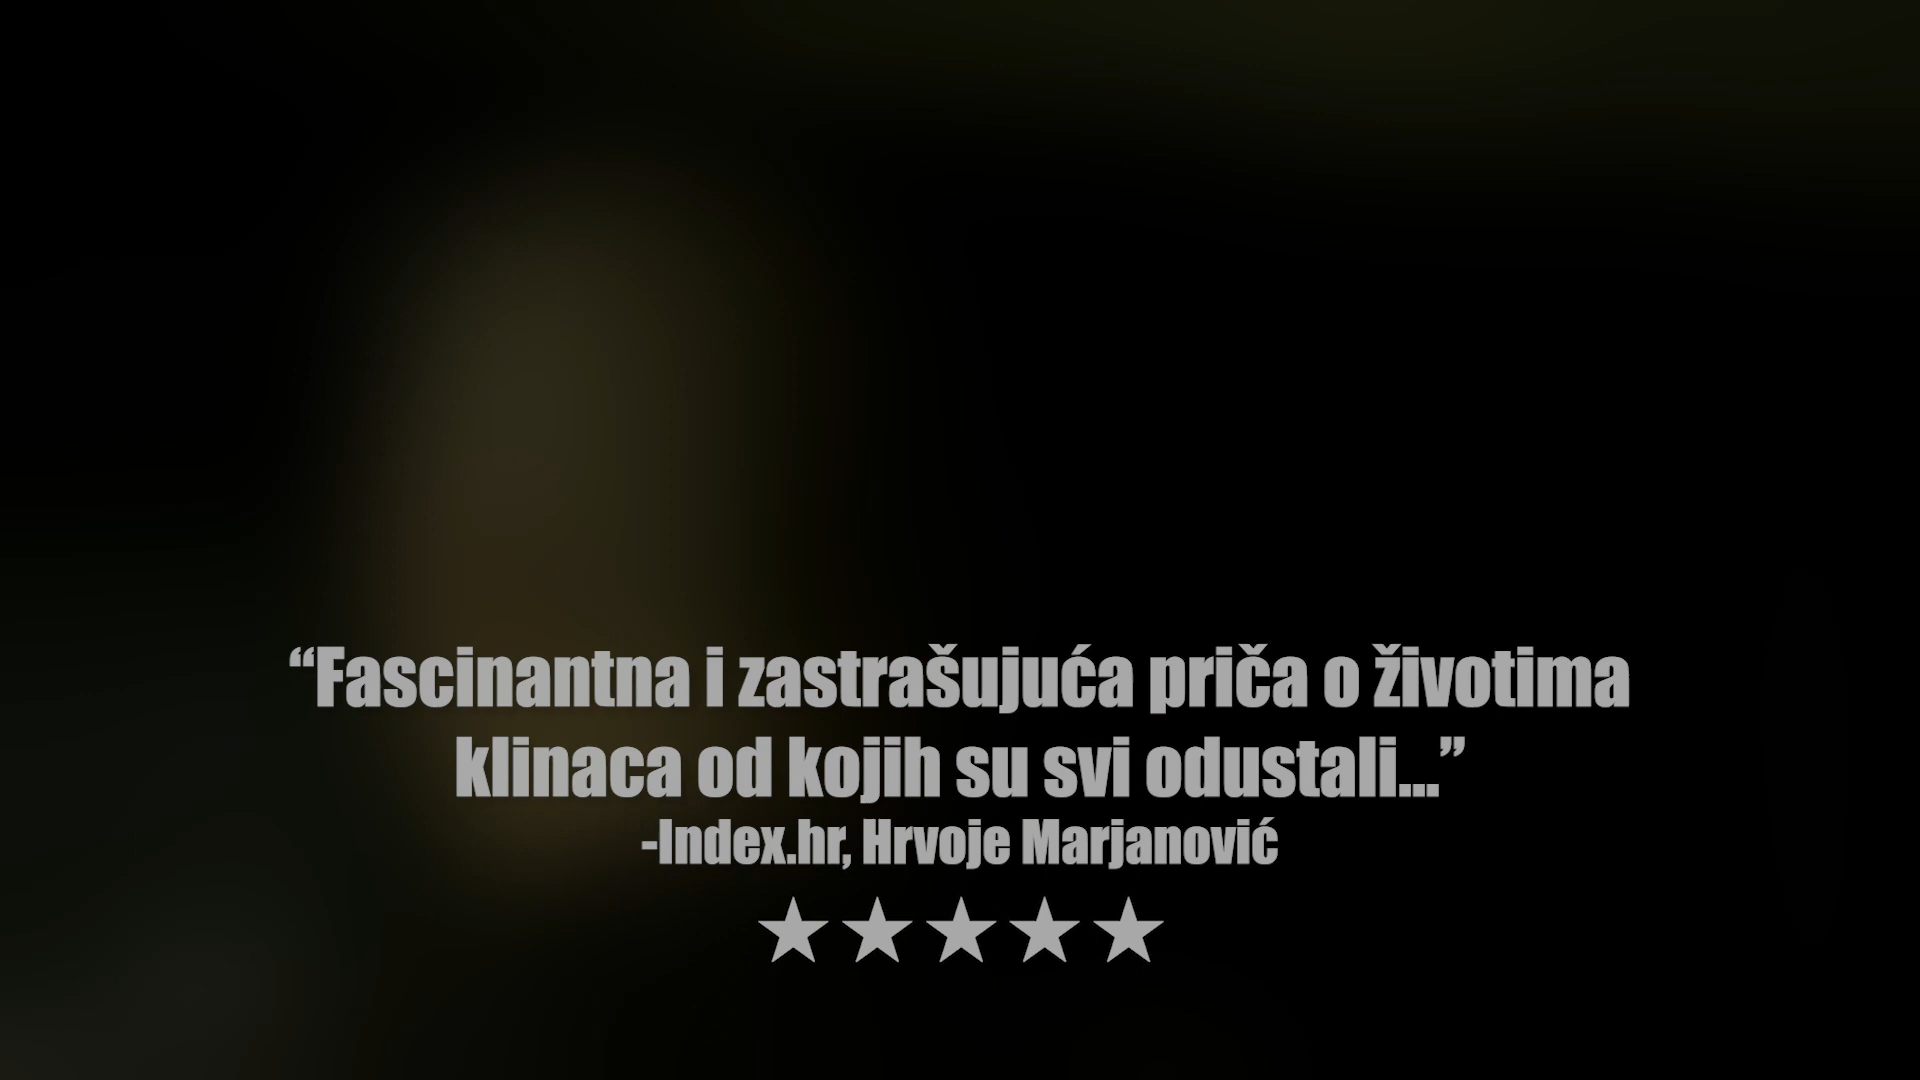 “Fascinantna i zastrašujuća priča o životima
klinaca od kojih su svi odustali...”
-Index.hr, Hrvoje Marjanović
★★★★★